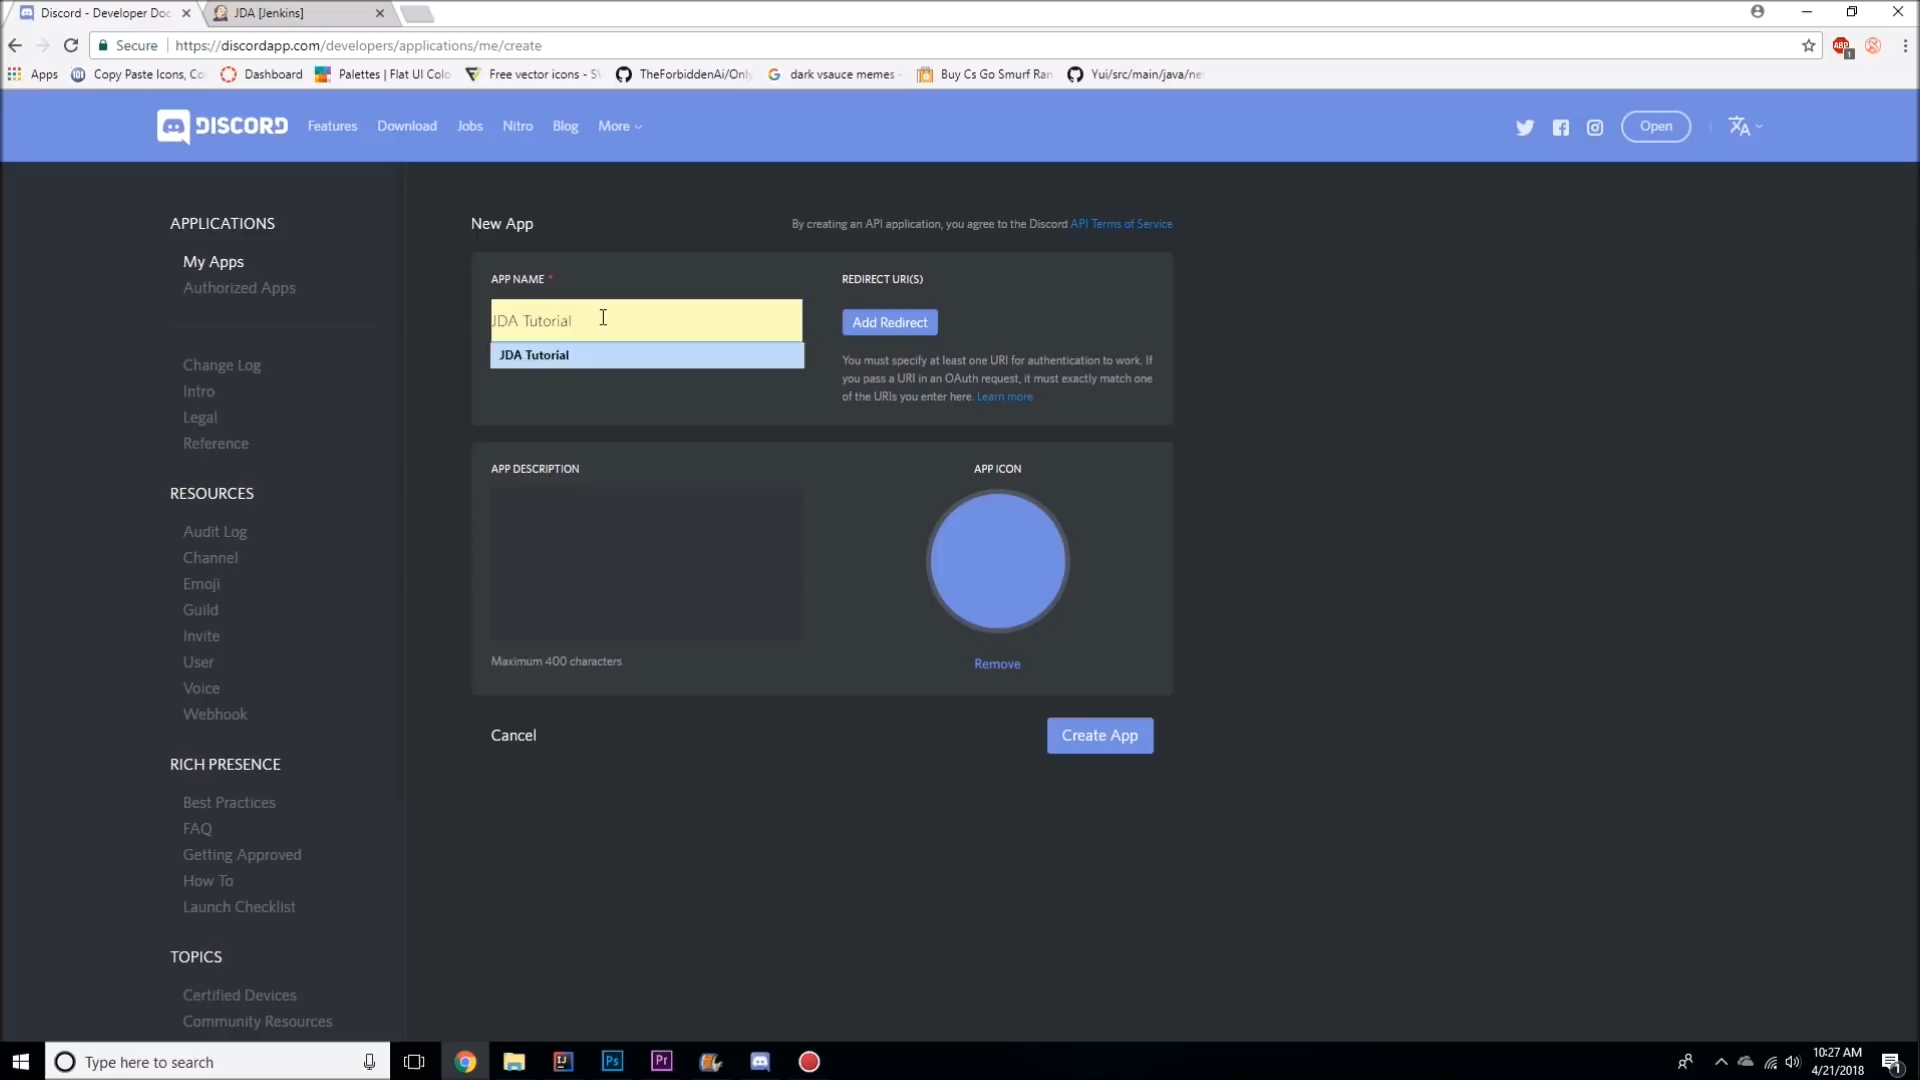 Discord - Developer Doc
JDA [Jenkins]
Secure
https://discordapp.com/developers/applications/me/create
Apps
Copy Paste Icons, Co
Dashboard
Palettes | Flat UI Colo
Free vector icons - S
TheForbiddenAi/Onl
dark vsauce memes -
Buy Cs Go Smurf Ran
Yui/src/main/java/ne
DISCORD
Features
Download
Jobs
Nitro
Blog
More
Open
APPLICATIONS
My Apps
Authorized Apps
Change Log
Intro
Legal
Reference
RESOURCES
Audit Log
Channel
Emoji
Guild
Invite
User
Voice
Webhook
RICH PRESENCE
Best Practices
FAQ
Getting Approved
How To
Launch Checklist
TOPICS
Certified Devices
Community Resources
New App
By creating an API application, you agree to the Discord API Terms of Service
APP NAME *
JDA Tutorial
JDA Tutorial
REDIRECT URI(S)
Add Redirect
You must specify at least one URI for authentication to work. If
you pass a URI in an OAuth request, it must exactly match one
of the URIs you enter here. Learn more
APP DESCRIPTION
Maximum 400 characters
APP ICON
Remove
Cancel
Create App
Type here to search
IJ
Ps
Pr
10:27 AM
4/21/2018